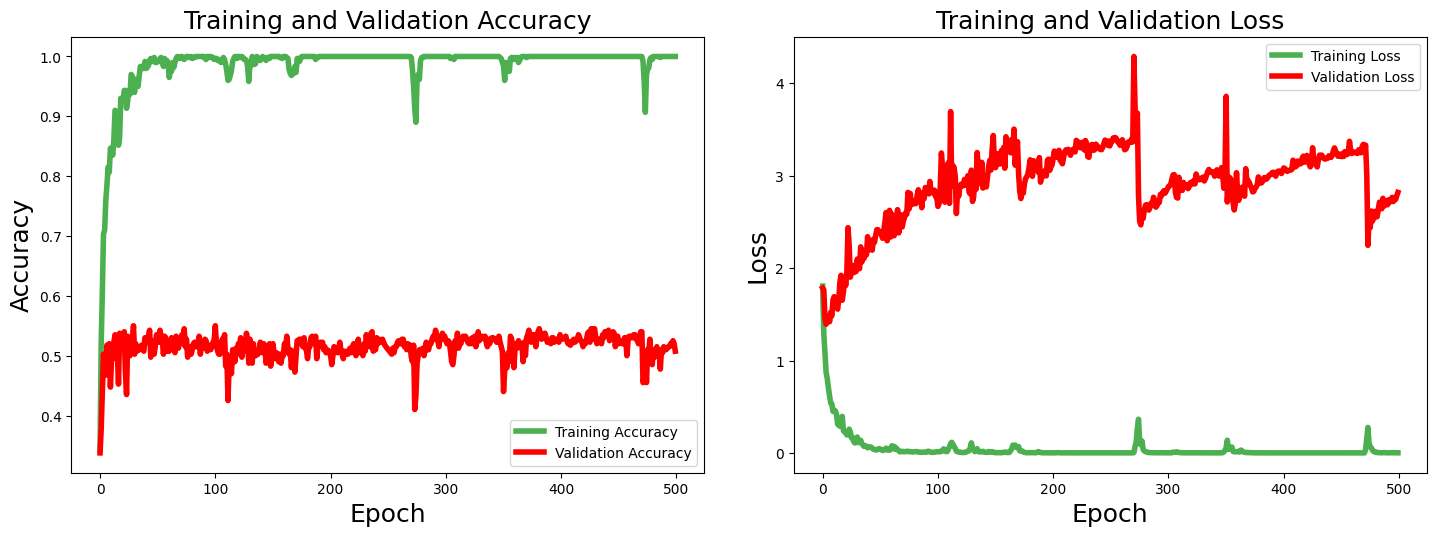 Training and Validation Accuracy
1.0
0.9
0.8
0.7
0.6
0.5
0.4
Accuracy
0
100
200
300
400
500
Epoch
Training Accuracy
Validation Accuracy
Training and Validation Loss
4
3
2
1
0
Loss
0
100
200
300
400
500
Epoch
Training Loss
Validation Loss